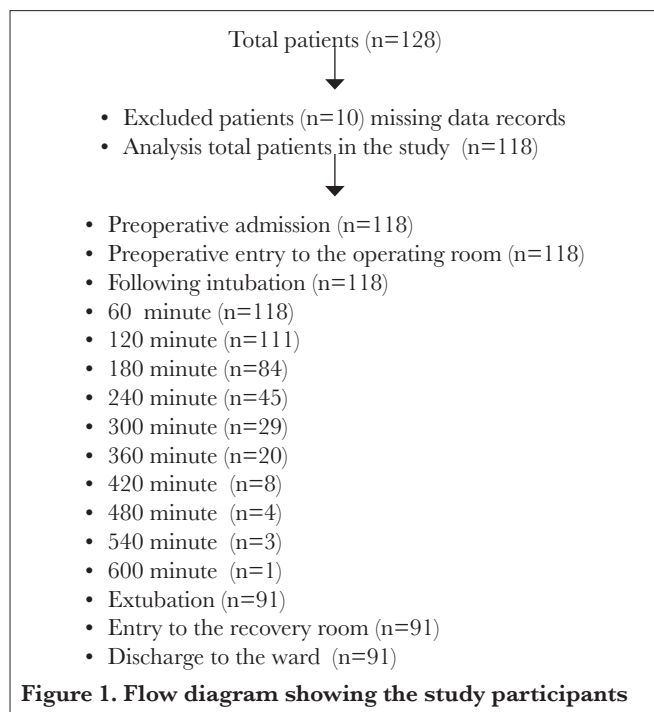 Total patients (n=128)
• Excluded patients (n=10) missing data records
• Analysis total patients in the study (n=118)
• Preoperative admission (n=118)
• Preoperative entry to the operating room (n=118)
• Following intubation (n=118)
• 60 minute (n=118)
• 120 minute (n=111)
• 180 minute (n=84)
• 240 minute (n=45)
• 300 minute (n=29)
• 360 minute (n=20)
• 420 minute (n=8)
• 480 minute (n=4)
• 540 minute (n=3)
• 600 minute (n=1)
• Extubation (n=91)
• Entry to the recovery room (n=91)
• Discharge to the ward (n=91)
Figure 1. Flow diagram showing the study participants